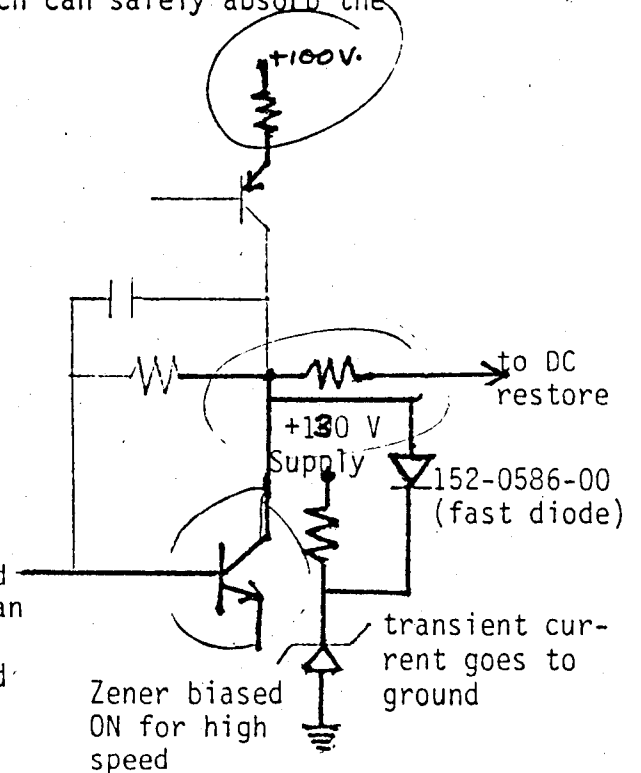 ch can safely absorb the
+100V.
to DC
restore
+130 V
Supply
152-0586-00
(fast diode)
d
an
d
transient cur-
rent goes to
ground
Zener biased
ON for high
speed